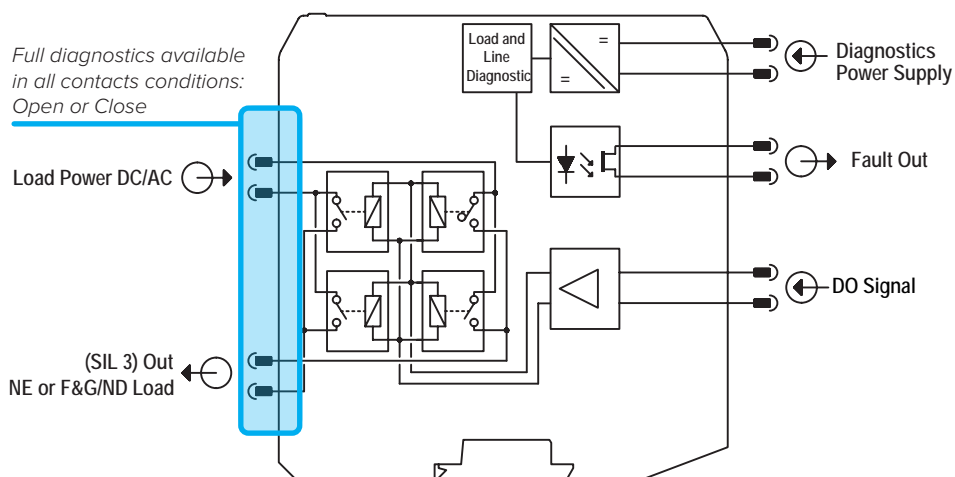 Full diagnostics available
in all contacts conditions:
Open or Close
Load and
Line
Diagnostic
=
=
Diagnostics
Power Supply
Load Power DC/AC
Fault Out
DO Signal
(SIL 3) Out
NE or F&G/ND Load